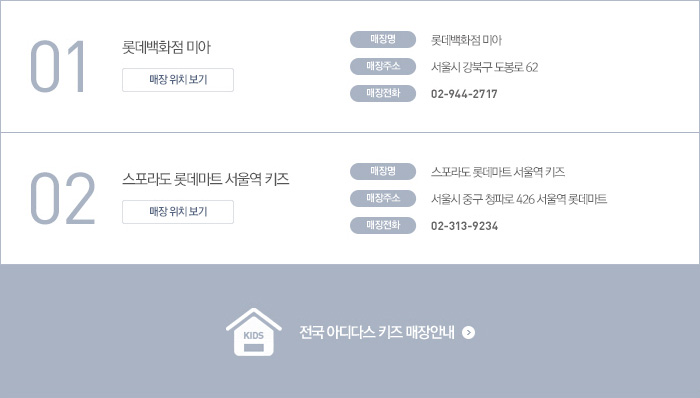 01
롯데백화점 미아
매장 위치 보기
매장명 롯데백화점 미아
매장주소 서울시 강북구 도봉로 62
매장전화 02-944-2717
02
스포라도 롯데마트 서울역 키즈
매장 위치 보기
매장명 스포라도 롯데마트 서울역 키즈
매장주소 서울시 중구 청파로 426 서울역 롯데마트
매장전화 02-313-9234
KIDS
전국 아디다스 키즈 매장안내